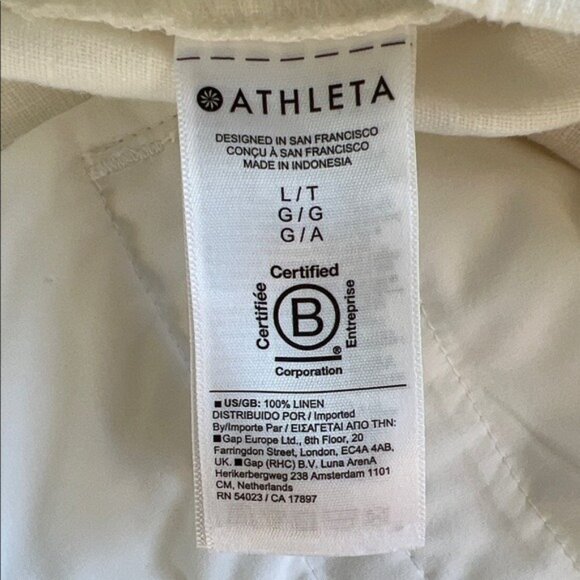 ATHLETA
DESIGNED IN SAN FRANCISCO
CONÇU À SAN FRANCISCO
MADE IN INDONESIA
L / T
G / G
G / A
Certified
Certifiée
B
Entreprise
®
Corporation
■ US/GB: 100% LINEN
DISTRIBUIDO POR / Imported
By/Importe Par / ΕΙΣΑΓΕΤΑΙ ΑΠΟ ΤΗΝ:
■Gap Europe Ltd., 8th Floor, 20
Farringdon Street, London, EC4A 4AB,
UK. ■Gap (RHC) B.V. Luna ArenA
Herikerbergweg 238 Amsterdam 1101
CM, Netherlands
RN 54023 / CA 17897